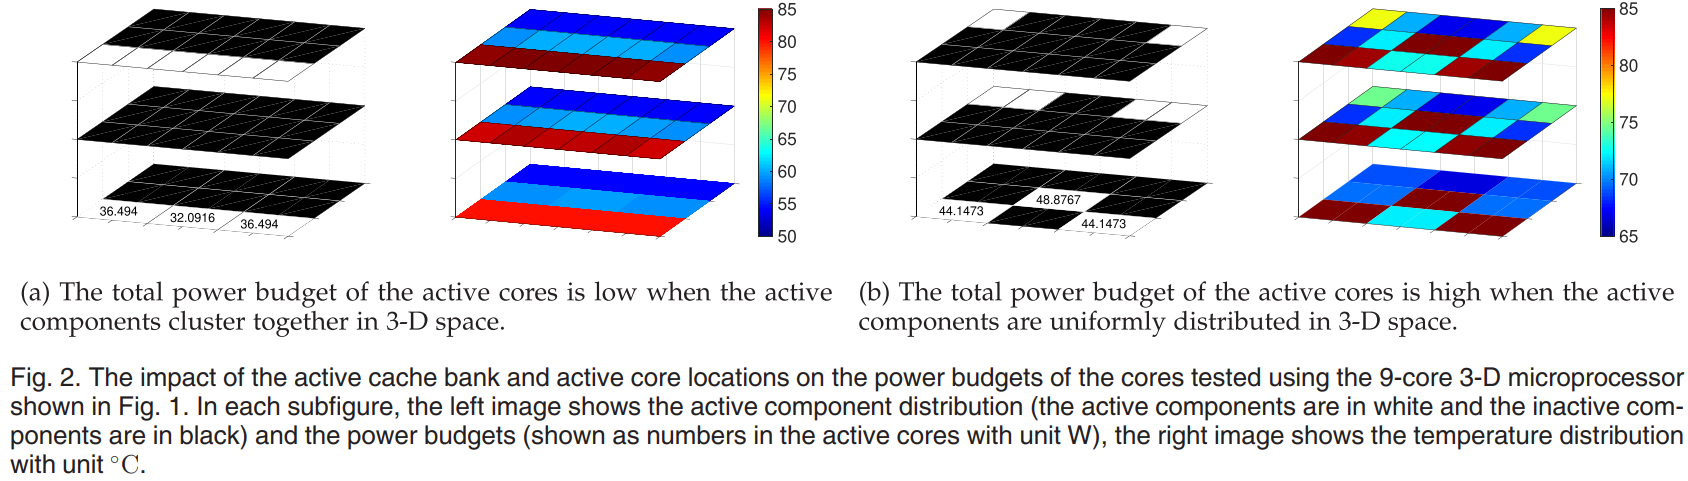 85
80
75
70
65
60
55
50
36.494
32.0916
36.494
85
80
75
70
65
48.8767
44.1473
44.1473
(a) The total power budget of the active cores is low when the active
components cluster together in 3-D space.
(b) The total power budget of the active cores is high when the active
components are uniformly distributed in 3-D space.
Fig. 2. The impact of the active cache bank and active core locations on the power budgets of the cores tested using the 9-core 3-D microprocessor
shown in Fig. 1. In each subfigure, the left image shows the active component distribution (the active components are in white and the inactive com-
ponents are in black) and the power budgets (shown as numbers in the active cores with unit W), the right image shows the temperature distribution
with unit °C.